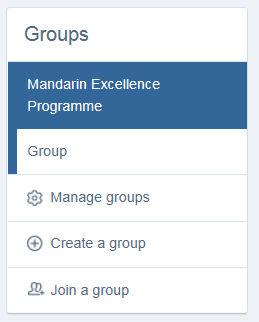 Groups
Mandarin Excellence
Programme
Group
Manage groups
Create a group
Join a group